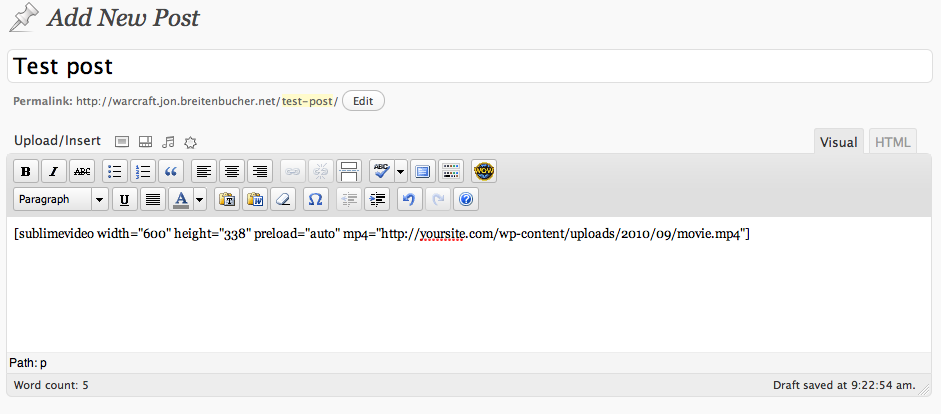 Add New Post
Test post
Permalink: http://warcraft.jon.breitenbucher.net/test-post/ Edit
Upload/Insert
Visual HTML
B I ABC ABC WOW
Paragraph U A T W Ω ?
[sublimevideo width="600" height="338" preload="auto" mp4="http://yoursite.com/wp-content/uploads/2010/09/movie.mp4"]
Path: p
Word count: 5 Draft saved at 9:22:54 am.